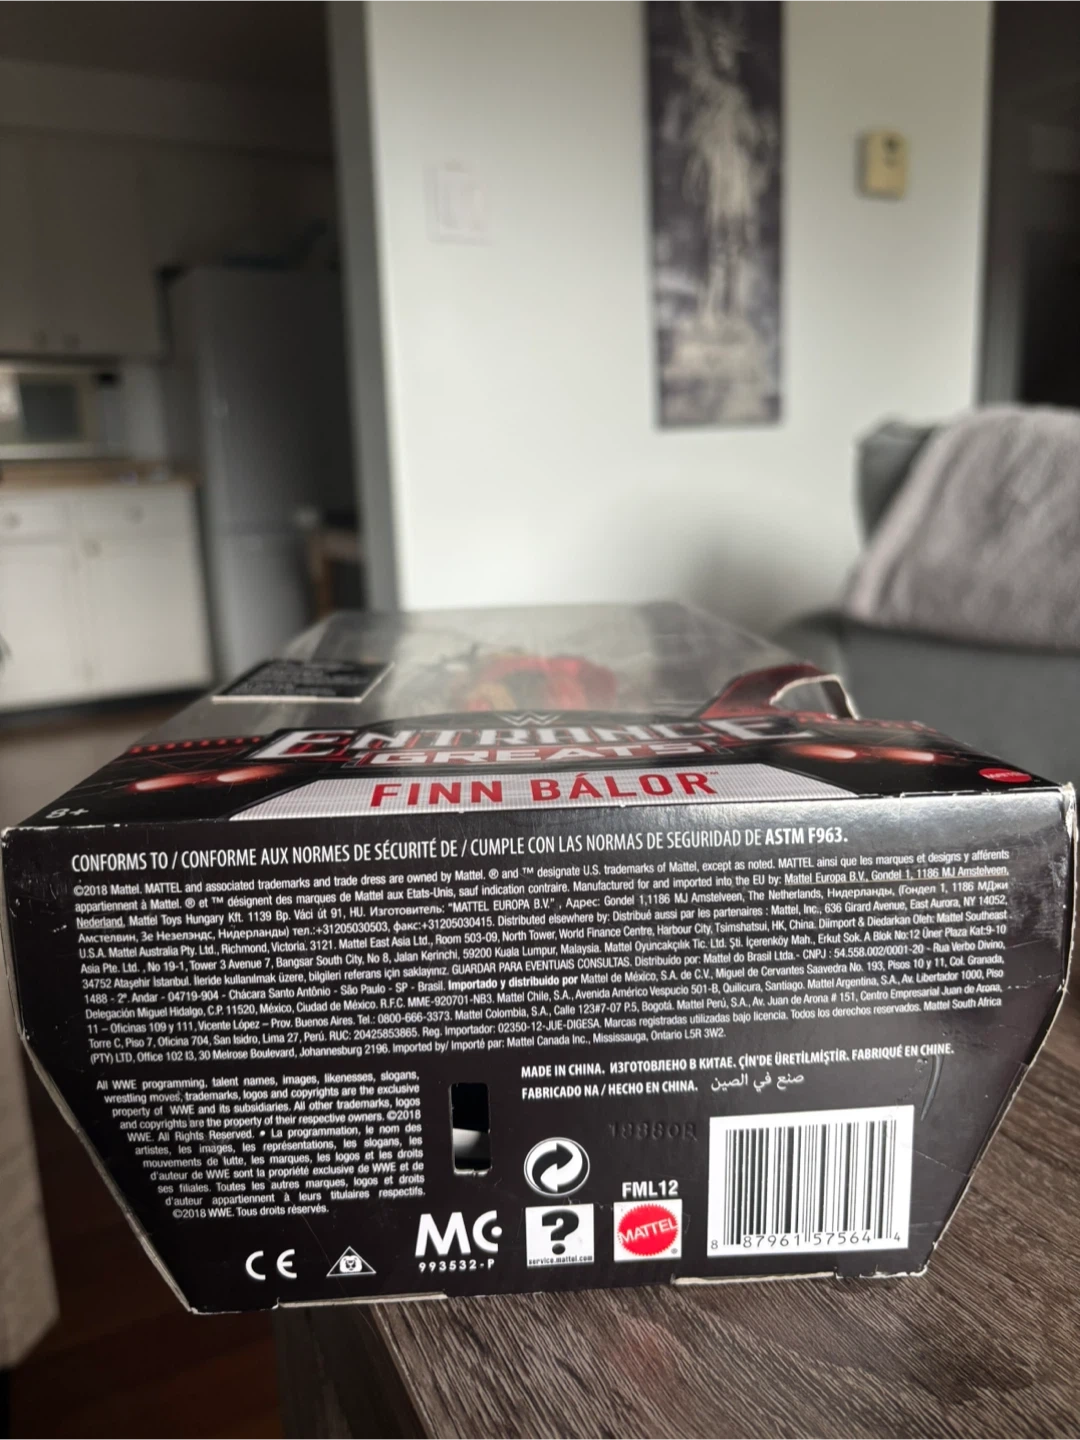 ENTRANCE
GREATS
FINN BÁLOR™
8+
CONFORMS TO / CONFORME AUX NORMES DE SÉCURITÉ DE / CUMPLE CON LAS NORMAS DE SEGURIDAD DE ASTM F963.
©2018 Mattel. MATTEL and associated trademarks and trade dress are owned by Mattel. ® and ™ designate U.S. trademarks of Mattel, except as noted. MATTEL ainsi que les marques et designs y afférents
appartiennent à Mattel. ® et ™ désignent des marques de Mattel aux Etats-Unis, sauf indication contraire. Manufactured for and imported into the EU by: Mattel Europa B.V., Gondel 1, 1186 MJ Amstelveen,
Nederland. Mattel Toys Hungary Kft. 1139 Bp. Váci út 91, HU. Изготовитель: "MATTEL EUROPA B.V." , Адрес: Gondel 1,1186 MJ Amstelveen, The Netherlands, Нидерланды, (Гондел 1, 1186 МДжи
Амстелвин, Зе Незелэндс, Нидерланды) тел.:+31205030503, факс:+31205030415. Distributed elsewhere by: Distribué aussi par les partenaires : Mattel, Inc., 636 Girard Avenue, East Aurora, NY 14052,
U.S.A. Mattel Australia Pty. Ltd., Richmond, Victoria. 3121. Mattel East Asia Ltd., Room 503-09, North Tower, World Finance Centre, Harbour City, Tsimshatsui, HK, China. Diimport & Diedarkan Oleh: Mattel Southeast
Asia Pte. Ltd. , No 19-1, Tower 3 Avenue 7, Bangsar South City, No 8, Jalan Kerinchi, 59200 Kuala Lumpur, Malaysia. Mattel Oyuncakçılık Tic. Ltd. Şti. İçerenköy Mah., Erkut Sok. A Blok No:12 Üner Plaza Kat:9-10
34752 Ataşehir İstanbul. İleride kullanılmak üzere, bilgileri referans için saklayınız. GUARDAR PARA EVENTUAIS CONSULTAS. Distribuído por: Mattel do Brasil Ltda. - CNPJ : 54.558.002/0001-20 - Rua Verbo Divino,
1488 - 2º. Andar - 04719-904 - Chácara Santo Antônio - São Paulo - SP - Brasil. Importado y distribuido por Mattel de México, S.A. de C.V., Miguel de Cervantes Saavedra No. 193, Pisos 10 y 11, Col. Granada,
Delegación Miguel Hidalgo, C.P. 11520, México, Ciudad de México. R.F.C. MME-920701-NB3. Mattel Chile, S.A., Avenida Américo Vespucio 501-B, Quilicura, Santiago. Mattel Argentina, S.A., Av. Libertador 1000, Piso
11 – Oficinas 109 y 111, Vicente López – Prov. Buenos Aires. Tel.: 0800-666-3373. Mattel Colombia, S.A., Calle 123#7-07 P.5, Bogotá. Mattel Perú, S.A., Av. Juan de Arona # 151, Centro Empresarial Juan de Arona,
Torre C, Piso 7, Oficina 704, San Isidro, Lima 27, Perú. RUC: 20425853865. Reg. Importador: 02350-12-JUE-DIGESA. Marcas registradas utilizadas bajo licencia. Todos los derechos reservados. Mattel South Africa
(PTY) LTD, Office 102 I3, 30 Melrose Boulevard, Johannesburg 2196. Imported by/ Importé par: Mattel Canada Inc., Mississauga, Ontario L5R 3W2.
MADE IN CHINA. ИЗГОТОВЛЕНО В КИТАЕ. ÇİN'DE ÜRETİLMİŞTİR. FABRIQUÉ EN CHINE.
FABRICADO NA / HECHO EN CHINA. صنع في الصين
All WWE programming, talent names, images, likenesses, slogans,
wrestling moves, trademarks, logos and copyrights are the exclusive
property of WWE and its subsidiaries. All other trademarks, logos
and copyrights are the property of their respective owners. ©2018
WWE. All Rights Reserved. • La programmation, le nom des
artistes, les images, les représentations, les slogans, les
mouvements de lutte, les marques, les logos et les droits
d'auteur de WWE sont la propriété exclusive de WWE et de
ses filiales. Toutes les autres marques, logos et droits
d'auteur appartiennent à leurs titulaires respectifs.
©2018 WWE. Tous droits réservés.
CE
MC
993532-P
?
service.mattel.com
FML12
MATTEL
8 87961 57564 4